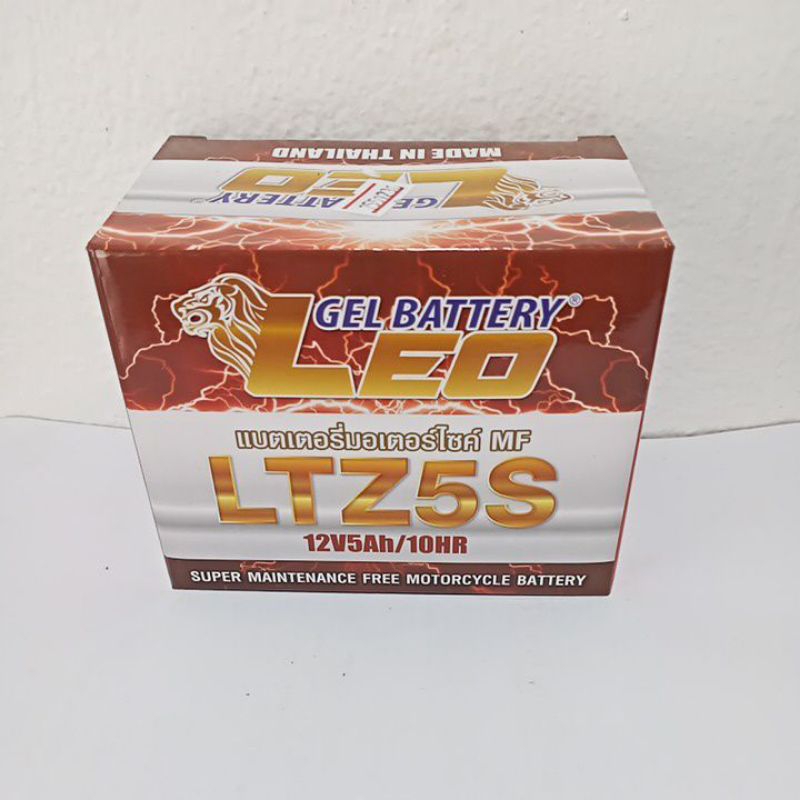 MADE IN THAILAND
LEO
GEL BATTERY®
GEL BATTERY®
LEO
แบตเตอรี่มอเตอร์ไซค์ MF
LTZ5S
12V5Ah/10HR
SUPER MAINTENANCE FREE MOTORCYCLE BATTERY